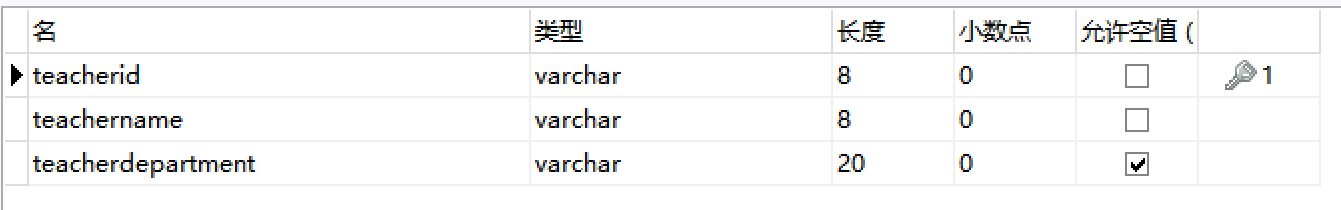 名 类型 长度 小数点 允许空值 (
teacherid varchar 8 0 1
teachername varchar 8 0
teacherdepartment varchar 20 0